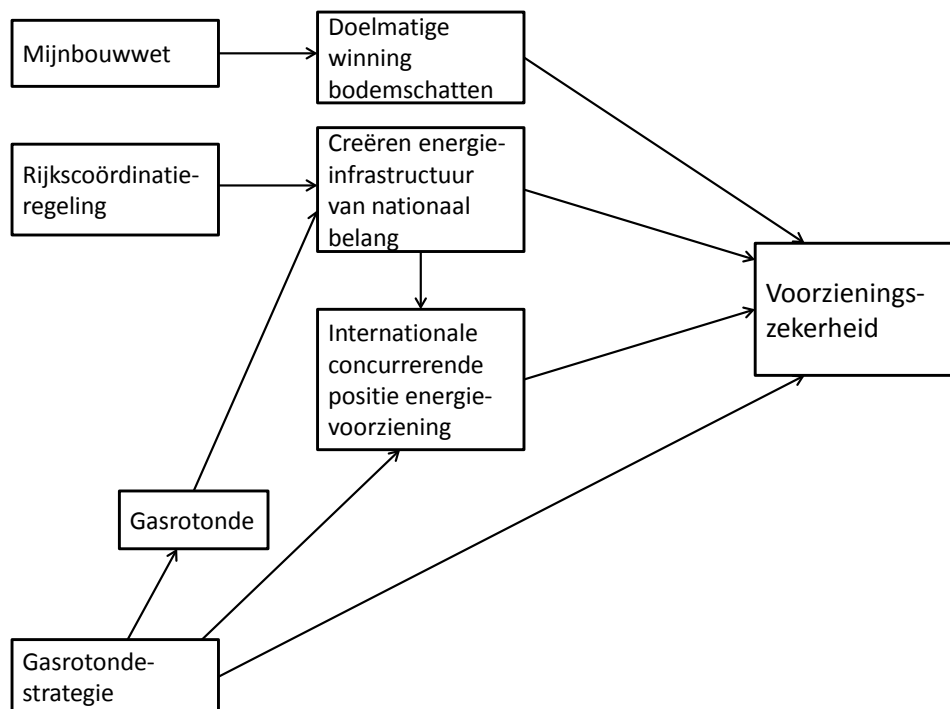 Mijnbouwwet
Doelmatige
winning
bodemschatten
Rijkscoördinatie-
regeling
Creëren energie-
infrastructuur
van nationaal
belang
Voorzienings-
zekerheid
Internationale
concurrerende
positie energie-
voorziening
Gasrotonde
Gasrotonde-
strategie